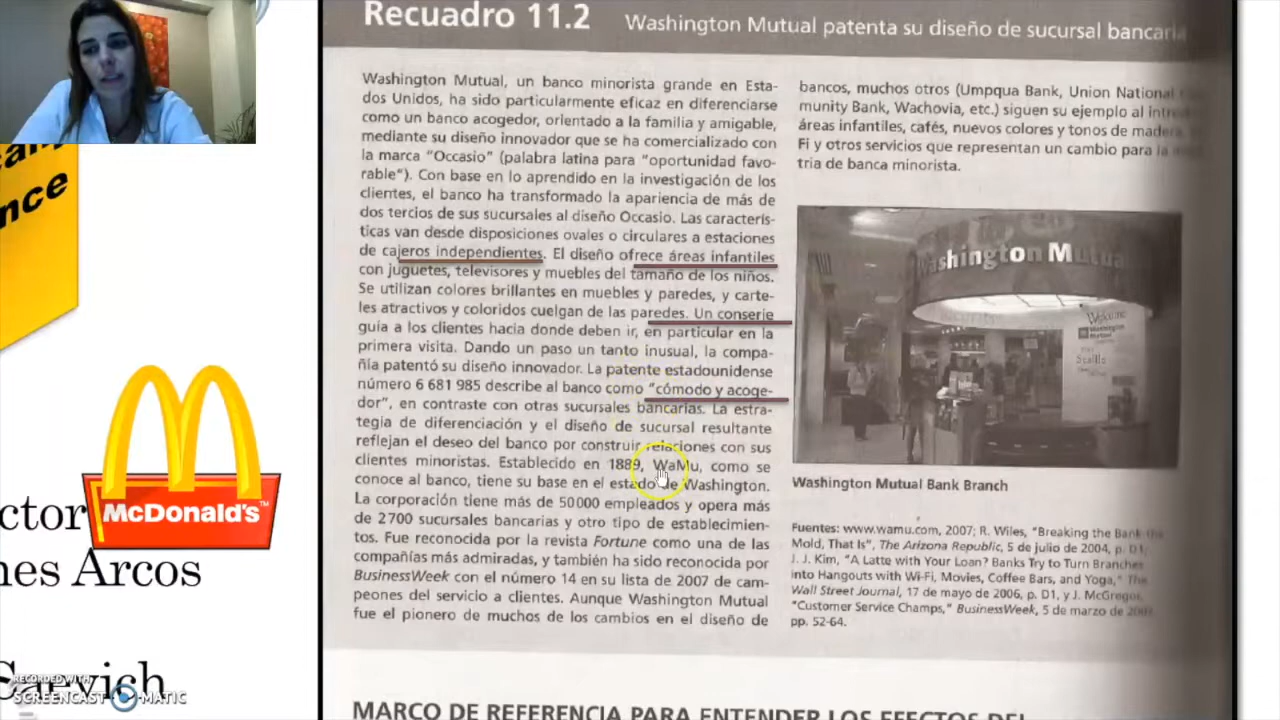 Recuadro 11.2 Washington Mutual patenta su diseño de sucursal bancaria
Washington Mutual, un banco minorista grande en Esta-
dos Unidos, ha sido particularmente eficaz en diferenciarse
como un banco acogedor, orientado a la familia y amigable,
mediante su diseño innovador que se ha comercializado con
la marca "Occasio" (palabra latina para "oportunidad favo-
rable"). Con base en lo aprendido en la investigación de los
clientes, el banco ha transformado la apariencia de más de
dos tercios de sus sucursales al diseño Occasio. Las caracterís-
ticas van desde disposiciones ovales o circulares a estaciones
de cajeros independientes. El diseño ofrece áreas infantiles
con juguetes, televisores y muebles del tamaño de los niños.
Se utilizan colores brillantes en muebles y paredes, y carte-
les atractivos y coloridos cuelgan de las paredes. Un conserje
guía a los clientes hacia donde deben ir, en particular en la
primera visita. Dando un paso un tanto inusual, la compa-
ñía patentó su diseño innovador. La patente estadounidense
número 6 681 985 describe al banco como "cómodo y acoge-
dor", en contraste con otras sucursales bancarias. La estra-
tegia de diferenciación y el diseño de sucursal resultante
reflejan el deseo del banco por construir relaciones con sus
clientes minoristas. Establecido en 1889, WaMu, como se
conoce al banco, tiene su base en el estado de Washington.
La corporación tiene más de 50 000 empleados y opera más
de 2 700 sucursales bancarias y otro tipo de establecimien-
tos. Fue reconocida por la revista Fortune como una de las
compañías más admiradas, y también ha sido reconocida por
BusinessWeek con el número 14 en su lista de 2007 de cam-
peones del servicio a clientes. Aunque Washington Mutual
fue el pionero de muchos de los cambios en el diseño de
bancos, muchos otros (Umpqua Bank, Union National
munity Bank, Wachovia, etc.) siguen su ejemplo al
áreas infantiles, cafés, nuevos colores y tonos de madera,
Fi y otros servicios que representan un cambio para la
tria de banca minorista.
Washington Mutual
Welcome
Washington
Mutual
Washington Mutual Bank Branch
Fuentes: www.wamu.com, 2007; R. Wiles, "Breaking the Bank
Mold, That Is", The Arizona Republic, 5 de julio de 2004, p. D1,
J. J. Kim, "A Latte with Your Loan? Banks Try to Turn Branches
into Hangouts with Wi-Fi, Movies, Coffee Bars, and Yoga," The
Wall Street Journal, 17 de mayo de 2006, p. D1, y J. McGregor,
"Customer Service Champs," BusinessWeek, 5 de marzo de
pp. 52-64.
MARCO DE REFERENCIA PARA ENTENDER LOS EFECTOS DEL
nce
McDonald's™
ctor
nes Arcos
Saevich
RECORDED WITH
SCREENCAST MATIC